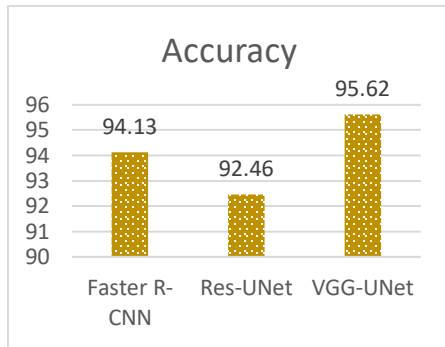 Accuracy
96
95
94
93
92
91
90
94.13
92.46
95.62
Faster R-
CNN
Res-UNet
VGG-UNet